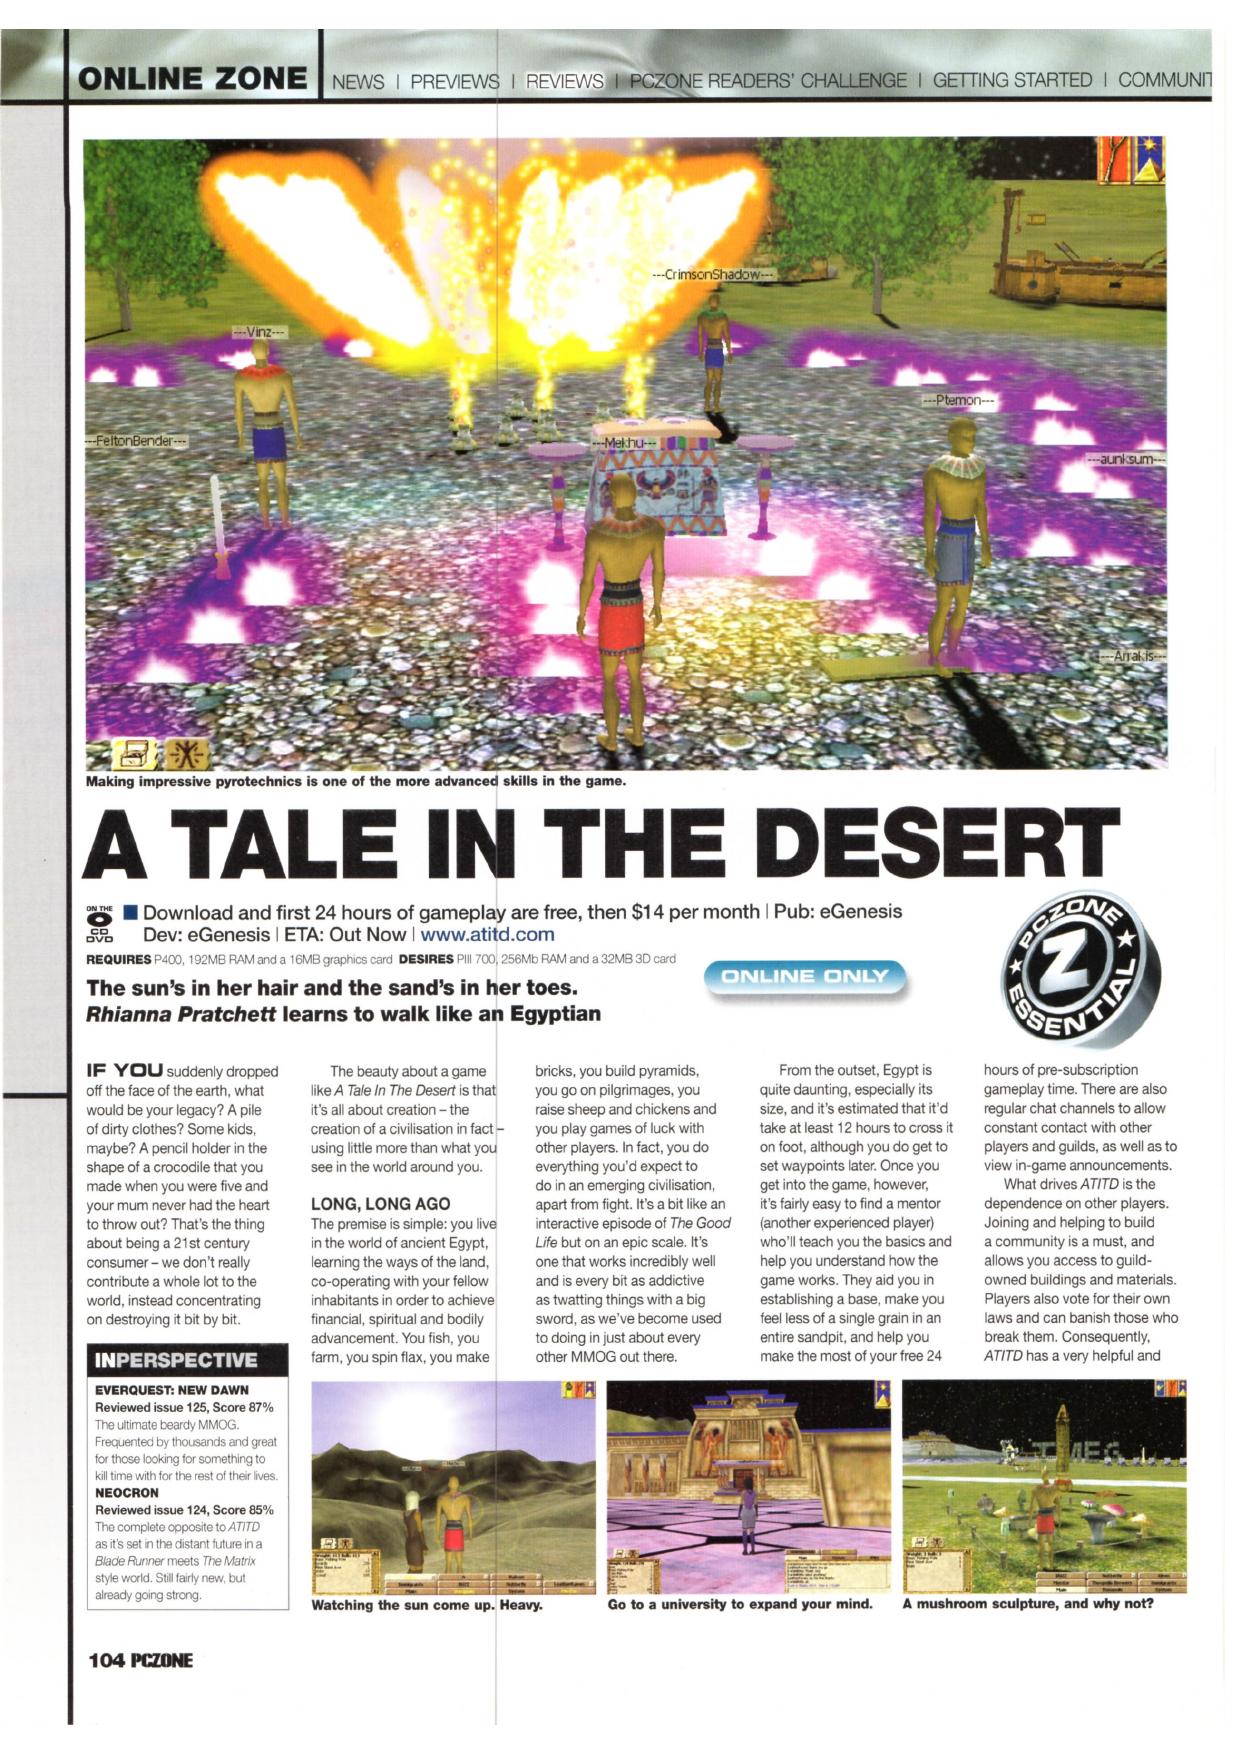 ONLINE ZONE
NEWS | PREVIEWS | REVIEWS | PCZONE READERS' CHALLENGE | GETTING STARTED | COMMUNIT
---CrimsonShadow---
---Vinz---
---Ptemon---
---FeltonBender---
---Mekhu---
---aunksum---
---Arrakis---
Making impressive pyrotechnics is one of the more advanced skills in the game.
A TALE IN THE DESERT
ON THE
CD
DVD
■ Download and first 24 hours of gameplay are free, then $14 per month | Pub: eGenesis
Dev: eGenesis | ETA: Out Now | www.atitd.com
REQUIRES P400, 192MB RAM and a 16MB graphics card DESIRES PIII 700, 256Mb RAM and a 32MB 3D card
ONLINE ONLY
PCZONE
Z
ESSENTIAL
The sun's in her hair and the sand's in her toes.
Rhianna Pratchett learns to walk like an Egyptian
IF YOU suddenly dropped
off the face of the earth, what
would be your legacy? A pile
of dirty clothes? Some kids,
maybe? A pencil holder in the
shape of a crocodile that you
made when you were five and
your mum never had the heart
to throw out? That's the thing
about being a 21st century
consumer – we don't really
contribute a whole lot to the
world, instead concentrating
on destroying it bit by bit.
The beauty about a game
like A Tale In The Desert is that
it's all about creation – the
creation of a civilisation in fact –
using little more than what you
see in the world around you.
LONG, LONG AGO
The premise is simple: you live
in the world of ancient Egypt,
learning the ways of the land,
co-operating with your fellow
inhabitants in order to achieve
financial, spiritual and bodily
advancement. You fish, you
farm, you spin flax, you make
bricks, you build pyramids,
you go on pilgrimages, you
raise sheep and chickens and
you play games of luck with
other players. In fact, you do
everything you'd expect to
do in an emerging civilisation,
apart from fight. It's a bit like an
interactive episode of The Good
Life but on an epic scale. It's
one that works incredibly well
and is every bit as addictive
as twatting things with a big
sword, as we've become used
to doing in just about every
other MMOG out there.
From the outset, Egypt is
quite daunting, especially its
size, and it's estimated that it'd
take at least 12 hours to cross it
on foot, although you do get to
set waypoints later. Once you
get into the game, however,
it's fairly easy to find a mentor
(another experienced player)
who'll teach you the basics and
help you understand how the
game works. They aid you in
establishing a base, make you
feel less of a single grain in an
entire sandpit, and help you
make the most of your free 24
hours of pre-subscription
gameplay time. There are also
regular chat channels to allow
constant contact with other
players and guilds, as well as to
view in-game announcements.
What drives ATITD is the
dependence on other players.
Joining and helping to build
a community is a must, and
allows you access to guild-
owned buildings and materials.
Players also vote for their own
laws and can banish those who
break them. Consequently,
ATITD has a very helpful and
INPERSPECTIVE
EVERQUEST: NEW DAWN
Reviewed issue 125, Score 87%
The ultimate beardy MMOG.
Frequented by thousands and great
for those looking for something to
kill time with for the rest of their lives.
NEOCRON
Reviewed issue 124, Score 85%
The complete opposite to ATITD
as it's set in the distant future in a
Blade Runner meets The Matrix
style world. Still fairly new, but
already going strong.
Watching the sun come up. Heavy.
Go to a university to expand your mind.
A mushroom sculpture, and why not?
104 PCZONE